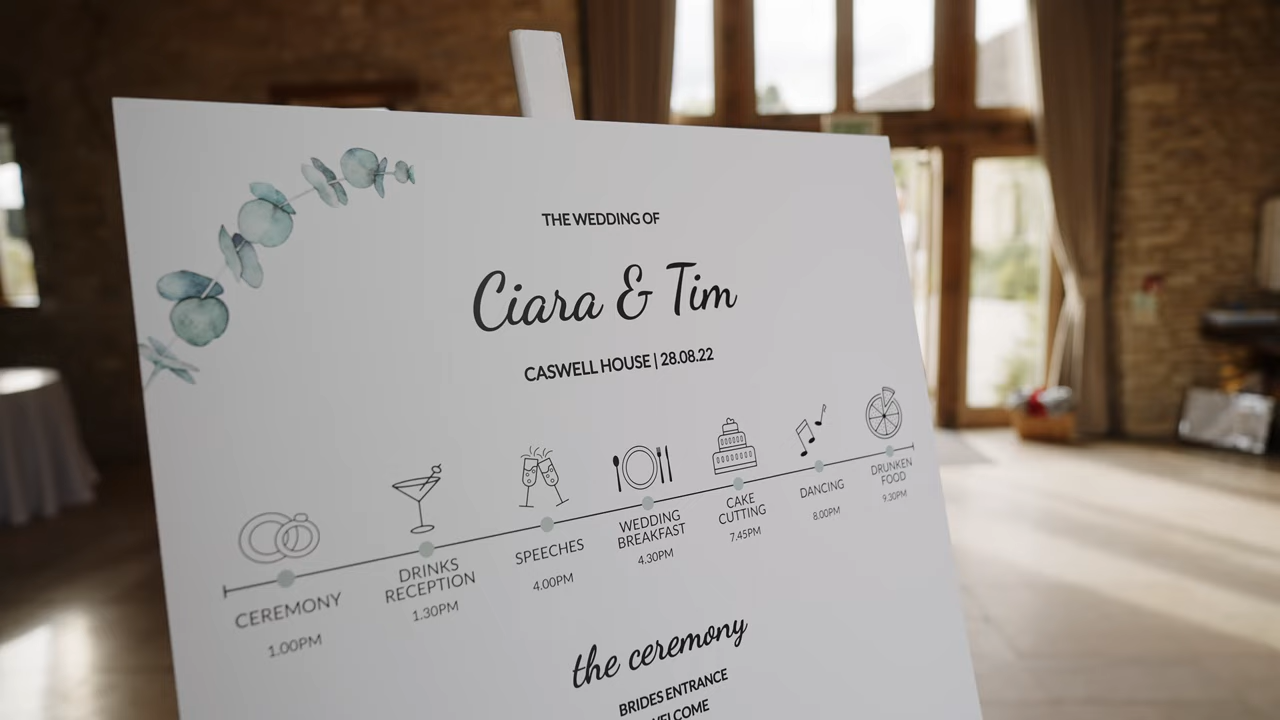 THE WEDDING OF
Ciara & Tim
CASWELL HOUSE | 28.08.22
CEREMONY
1.00PM
DRINKS
RECEPTION
1.30PM
SPEECHES
4.00PM
WEDDING
BREAKFAST
4.30PM
CAKE
CUTTING
7.45PM
DANCING
8.00PM
DRUNKEN
FOOD
9.30PM
the ceremony
BRIDES ENTRANCE
WELCOME